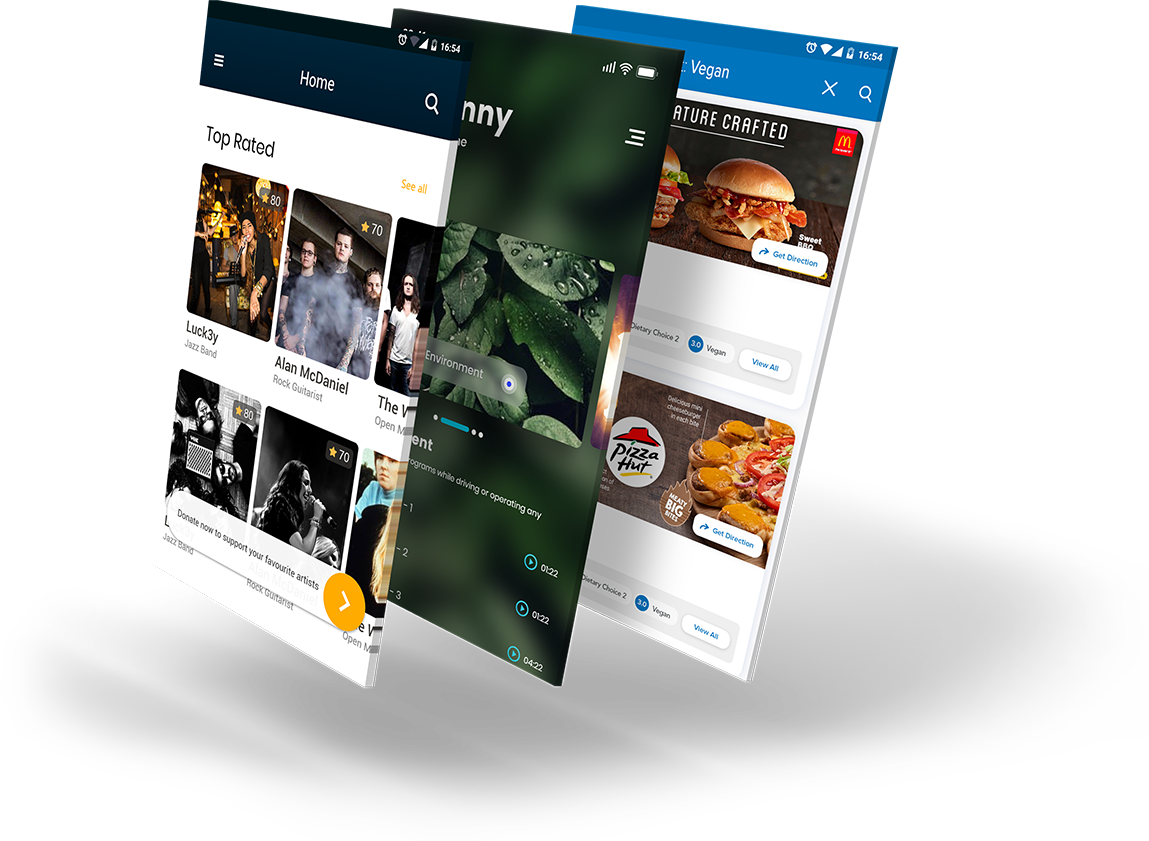 16:54
Home
Top Rated
See all
80
70
Luck3y
Jazz Band
Alan McDaniel
Rock Guitarist
The W
Open M
80
70
Donate now to support your favourite artists
Jazz Band
Alan McDaniel
Rock Guitarist
e W
Open M
nny
ue
Environment
ent
ograms while driving or operating any
1
2
3
01:22
01:22
04:22
16:54
: Vegan
ATURE CRAFTED
Sweet
BBQ
Get Direction
Dietary Choice 2
3.0
Vegan
View All
Delicious mini
cheeseburger
in each bite
Pizza
Hut
MEATY
BIG
BITES
Get Direction
Dietary Choice 2
3.0
Vegan
View All